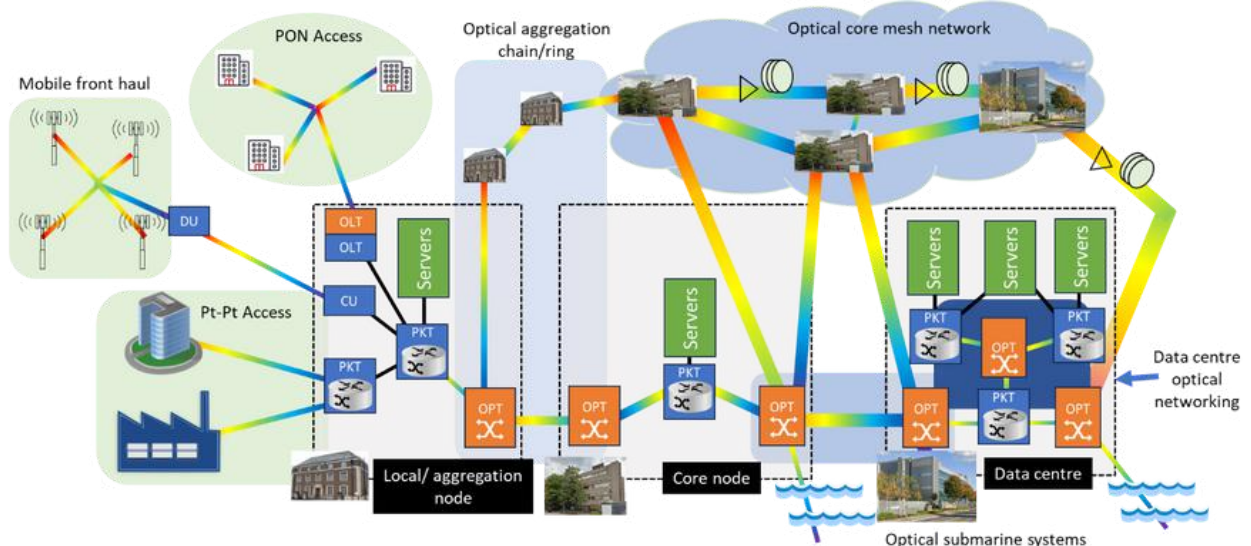 Optical aggregation
chain/ring
Optical core mesh network
PON Access
Mobile front haul
DU
OLT
OLT
Servers
CU
PKT
Pt-Pt Access
PKT
OPT
OPT
Servers
PKT
OPT
OPT
Servers
Servers
Servers
PKT
PKT
OPT
PKT
OPT
Data centre
optical
networking
Local/ aggregation
node
Core node
Data centre
Optical submarine systems